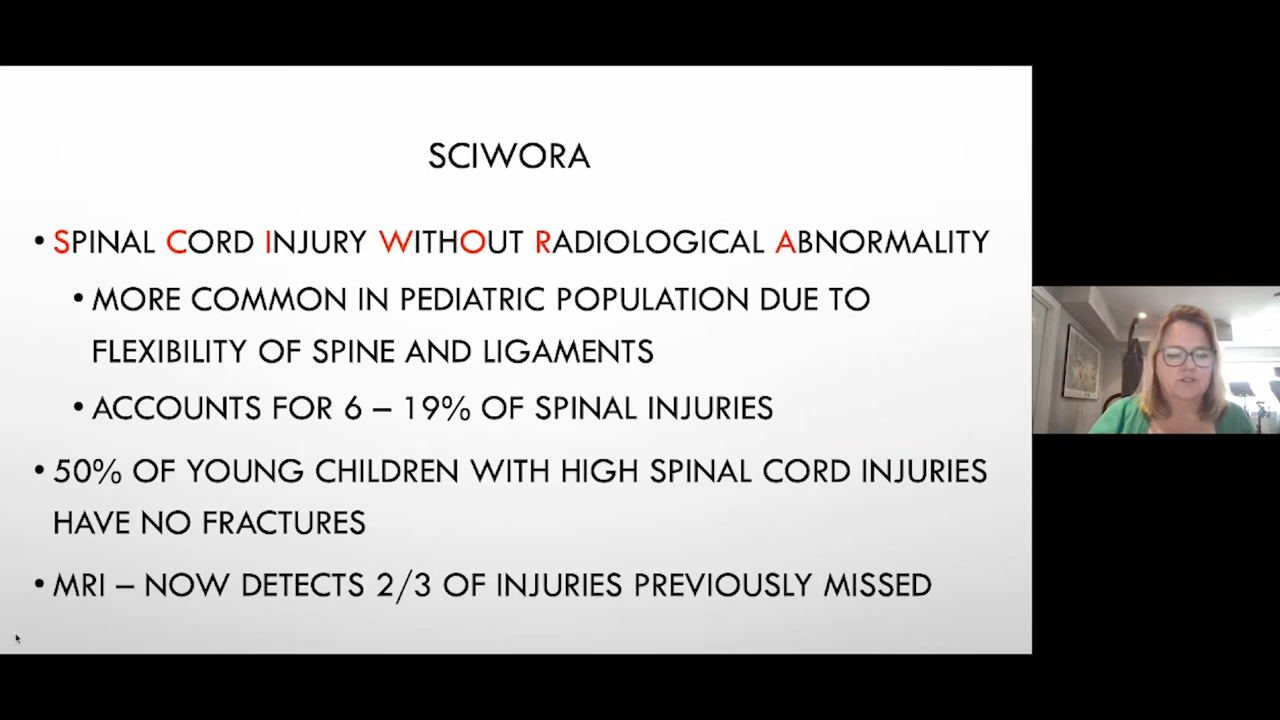 SCIWORA
• SPINAL CORD INJURY WITHOUT RADIOLOGICAL ABNORMALITY
• MORE COMMON IN PEDIATRIC POPULATION DUE TO
FLEXIBILITY OF SPINE AND LIGAMENTS
• ACCOUNTS FOR 6 – 19% OF SPINAL INJURIES
• 50% OF YOUNG CHILDREN WITH HIGH SPINAL CORD INJURIES
HAVE NO FRACTURES
• MRI – NOW DETECTS 2/3 OF INJURIES PREVIOUSLY MISSED